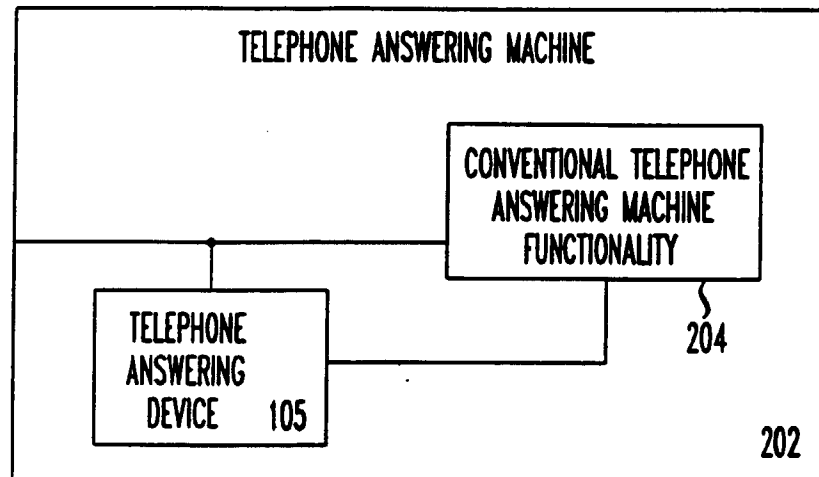 TELEPHONE ANSWERING MACHINE
CONVENTIONAL TELEPHONE
ANSWERING MACHINE
FUNCTIONALITY
204
TELEPHONE
ANSWERING
DEVICE 105
202